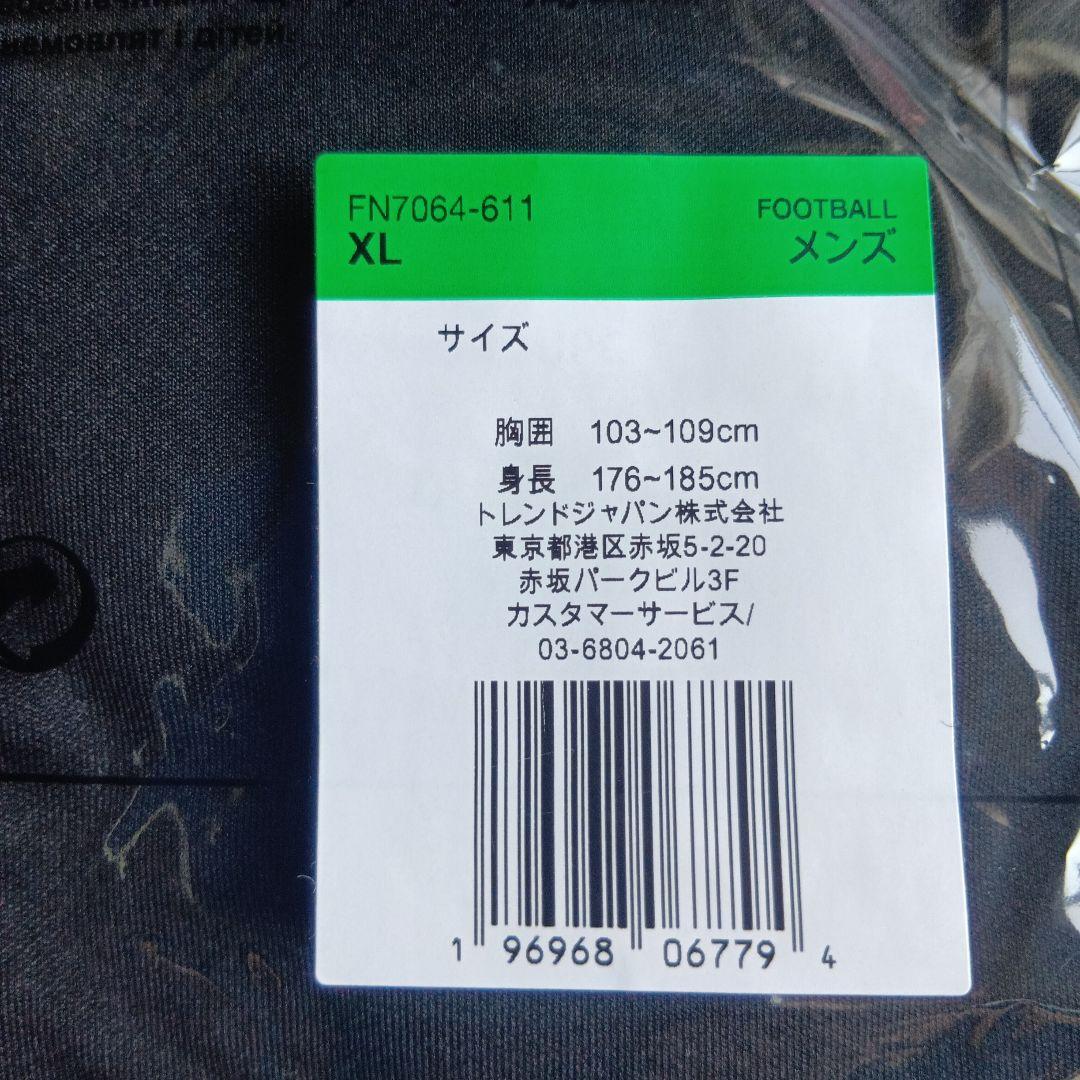 немовлят і дітей.
FN7064-611
FOOTBALL
XL
メンズ
サイズ
胸囲 103~109cm
身長 176~185cm
トレンドジャパン株式会社
東京都港区赤坂5-2-20
赤坂パークビル3F
カスタマーサービス/
03-6804-2061
1 96968 06779 4